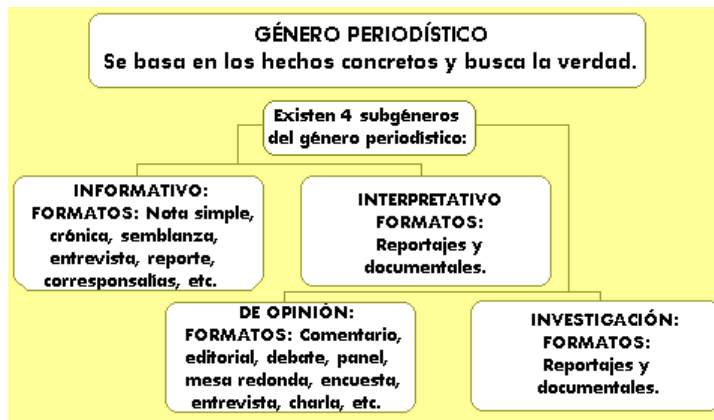 GÉNERO PERIODÍSTICO
Se basa en los hechos concretos y busca la verdad.
Existen 4 subgéneros
del género periodístico:
INFORMATIVO:
FORMATOS: Nota simple,
crónica, semblanza,
entrevista, reporte,
corresponsalías, etc.
INTERPRETATIVO
FORMATOS:
Reportajes y
documentales.
DE OPINIÓN:
FORMATOS: Comentario,
editorial, debate, panel,
mesa redonda, encuesta,
entrevista, charla, etc.
INVESTIGACIÓN:
FORMATOS:
Reportajes y
documentales.